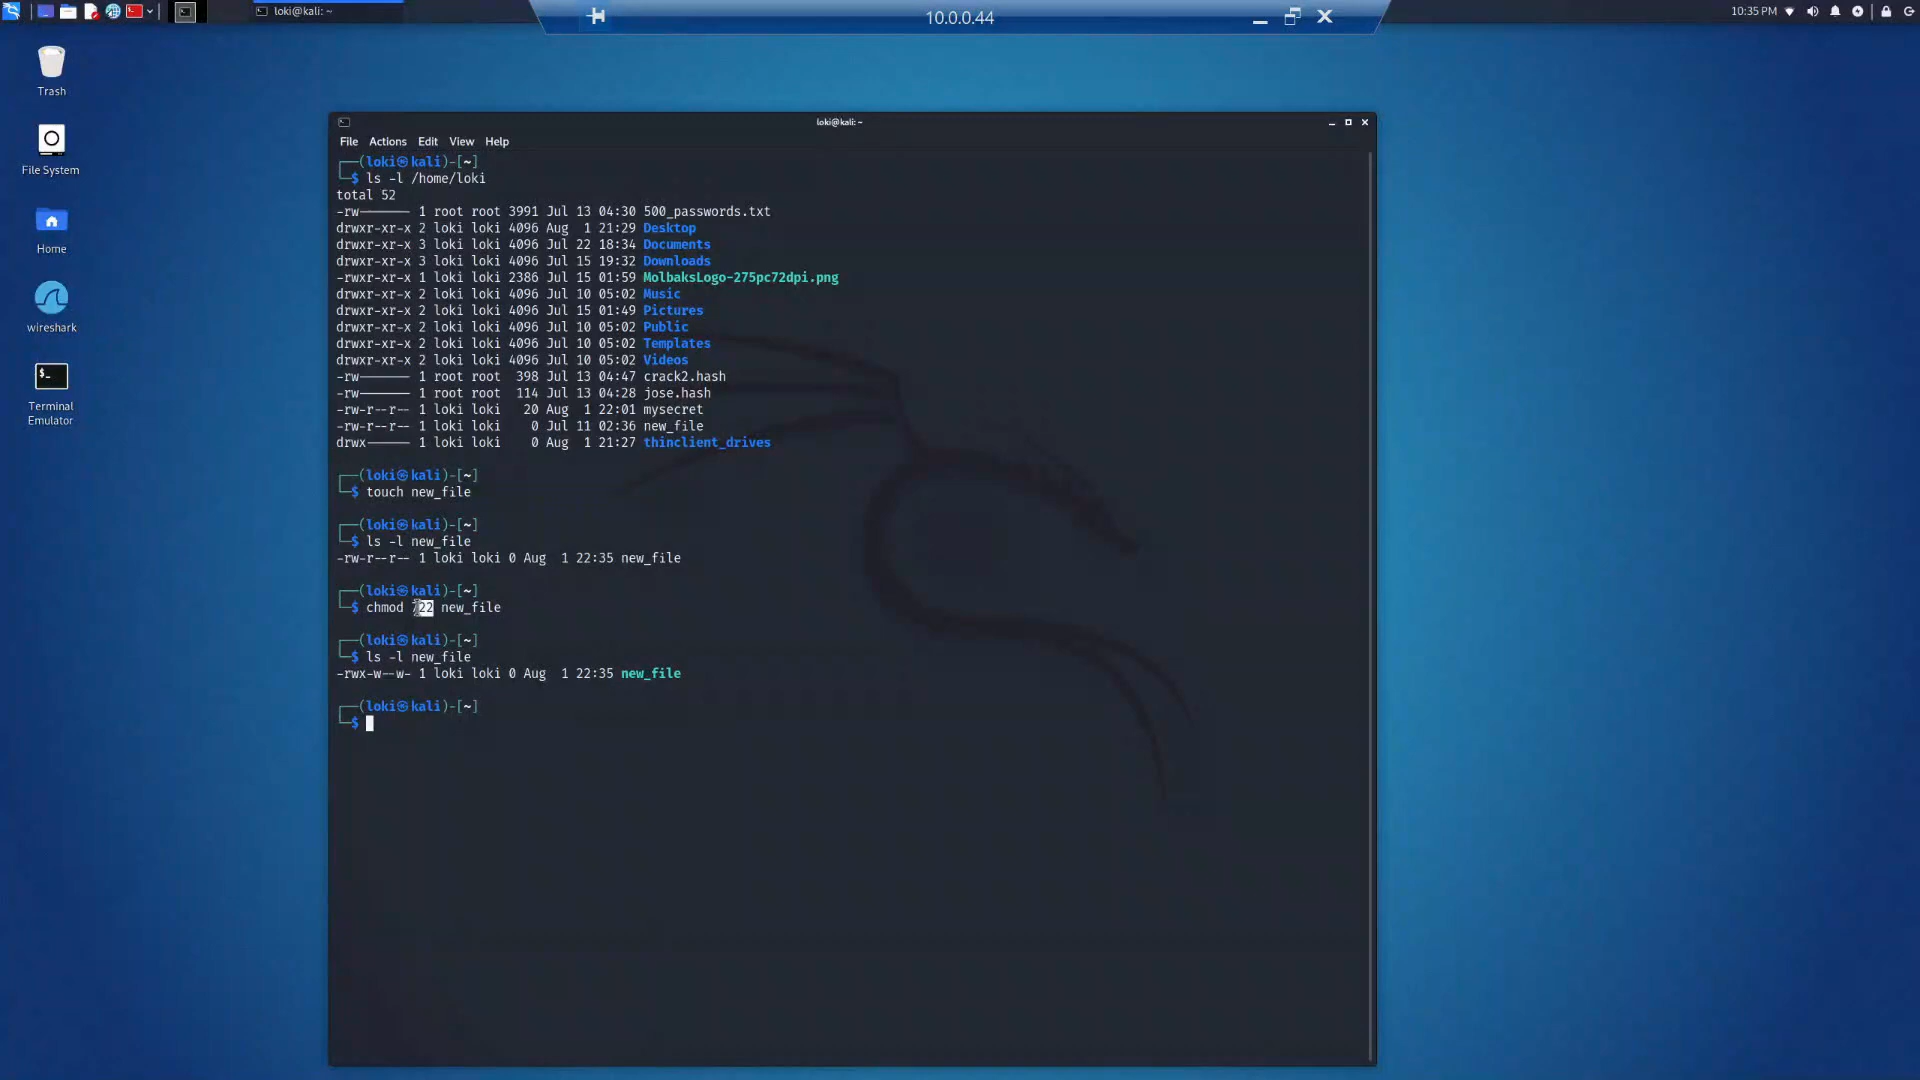 loki@kali: ~
10.0.0.44
10:35 PM
Trash
File System
Home
wireshark
Terminal
Emulator
loki@kali: ~
File Actions Edit View Help
┌──(loki㉿kali)-[~]
└─$ ls -l /home/loki
total 52
-rw------- 1 root root 3991 Jul 13 04:30 500_passwords.txt
drwxr-xr-x 2 loki loki 4096 Aug  1 21:29 Desktop
drwxr-xr-x 3 loki loki 4096 Jul 22 18:34 Documents
drwxr-xr-x 3 loki loki 4096 Jul 15 19:32 Downloads
-rwxr-xr-x 1 loki loki 2386 Jul 15 01:59 MolbaksLogo-275pc72dpi.png
drwxr-xr-x 2 loki loki 4096 Jul 10 05:02 Music
drwxr-xr-x 2 loki loki 4096 Jul 15 01:49 Pictures
drwxr-xr-x 2 loki loki 4096 Jul 10 05:02 Public
drwxr-xr-x 2 loki loki 4096 Jul 10 05:02 Templates
drwxr-xr-x 2 loki loki 4096 Jul 10 05:02 Videos
-rw------- 1 root root  398 Jul 13 04:47 crack2.hash
-rw------- 1 root root  114 Jul 13 04:28 jose.hash
-rw-r--r-- 1 loki loki   20 Aug  1 22:01 mysecret
-rw-r--r-- 1 loki loki    0 Jul 11 02:36 new_file
drwx------ 1 loki loki    0 Aug  1 21:27 thinclient_drives
┌──(loki㉿kali)-[~]
└─$ touch new_file
┌──(loki㉿kali)-[~]
└─$ ls -l new_file
-rw-r--r-- 1 loki loki 0 Aug  1 22:35 new_file
┌──(loki㉿kali)-[~]
└─$ chmod 722 new_file
┌──(loki㉿kali)-[~]
└─$ ls -l new_file
-rwx-w--w- 1 loki loki 0 Aug  1 22:35 new_file
┌──(loki㉿kali)-[~]
└─$